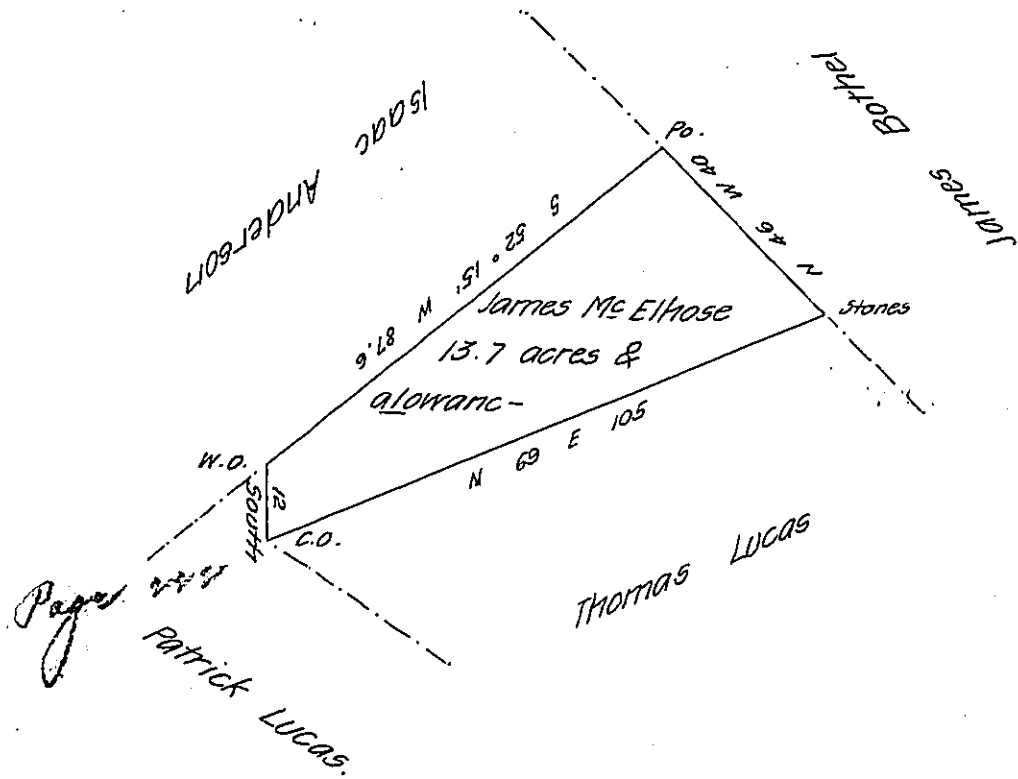 Isaac Anderson
James Bothel
Po.
N 46 W 40
S 52° 15' W 87.6
James Mc Elhose
13.7 acres &
alowanc-
Stones
N 69 E 105
W.O.
South 12
C.O.
Thomas Lucas
Page
Patrick Lucas.